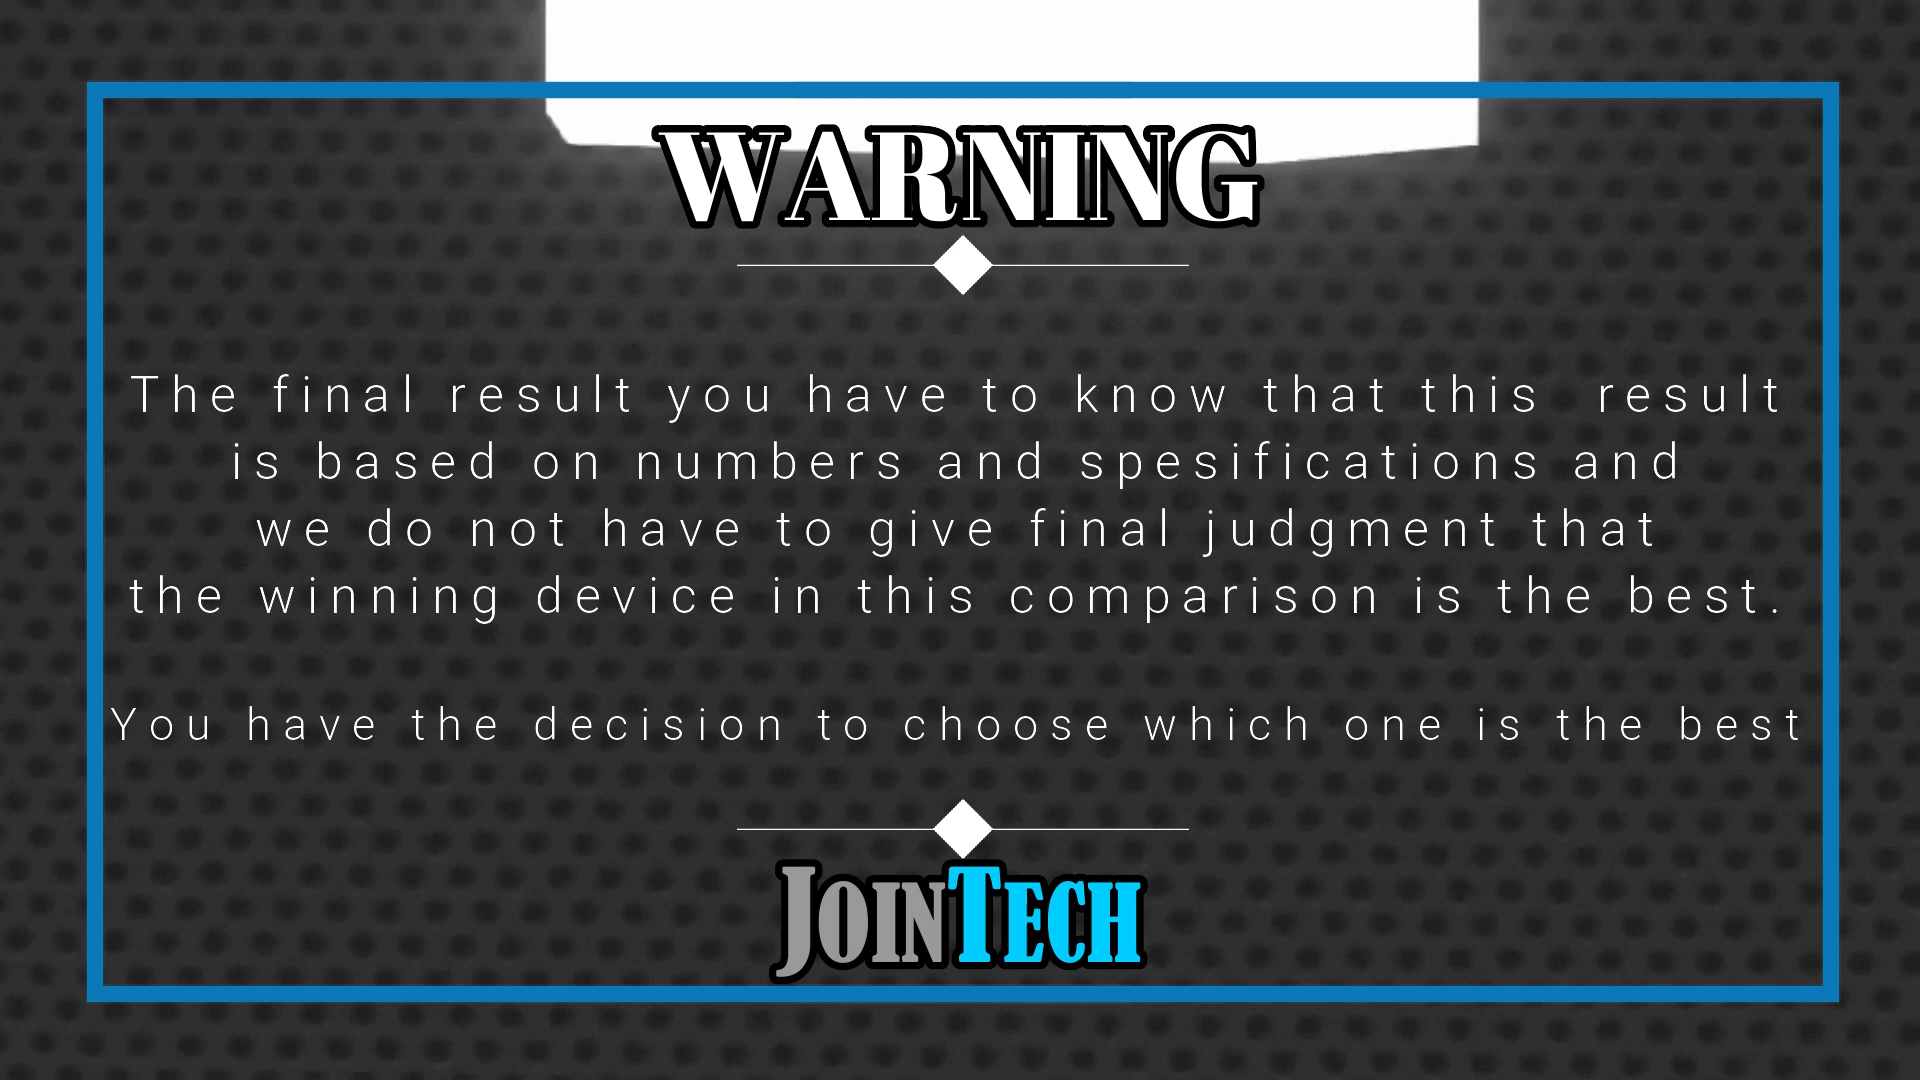 WARNING
The final result you have to know that this result
is based on numbers and spesifications and
we do not have to give final judgment that
the winning device in this comparison is the best.
You have the decision to choose which one is the best
JOINTECH